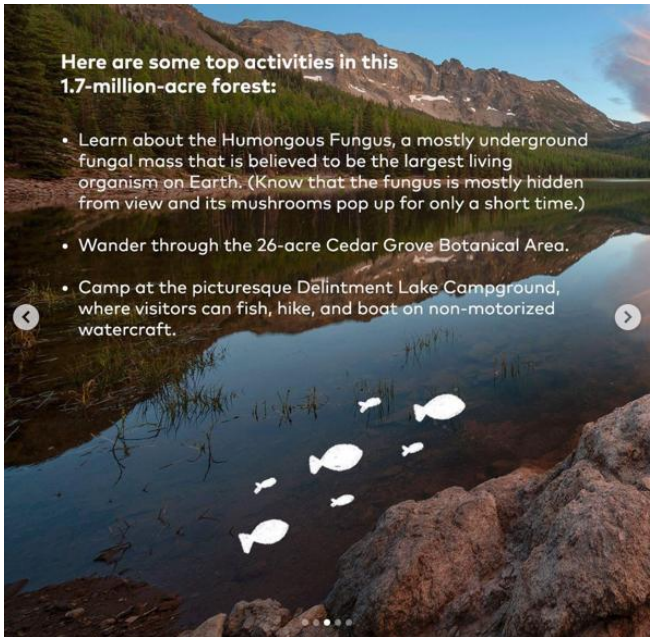 Here are some top activities in this
1.7-million-acre forest:
• Learn about the Humongous Fungus, a mostly underground
fungal mass that is believed to be the largest living
organism on Earth. (Know that the fungus is mostly hidden
from view and its mushrooms pop up for only a short time.)
• Wander through the 26-acre Cedar Grove Botanical Area.
• Camp at the picturesque Delintment Lake Campground,
where visitors can fish, hike, and boat on non-motorized
watercraft.